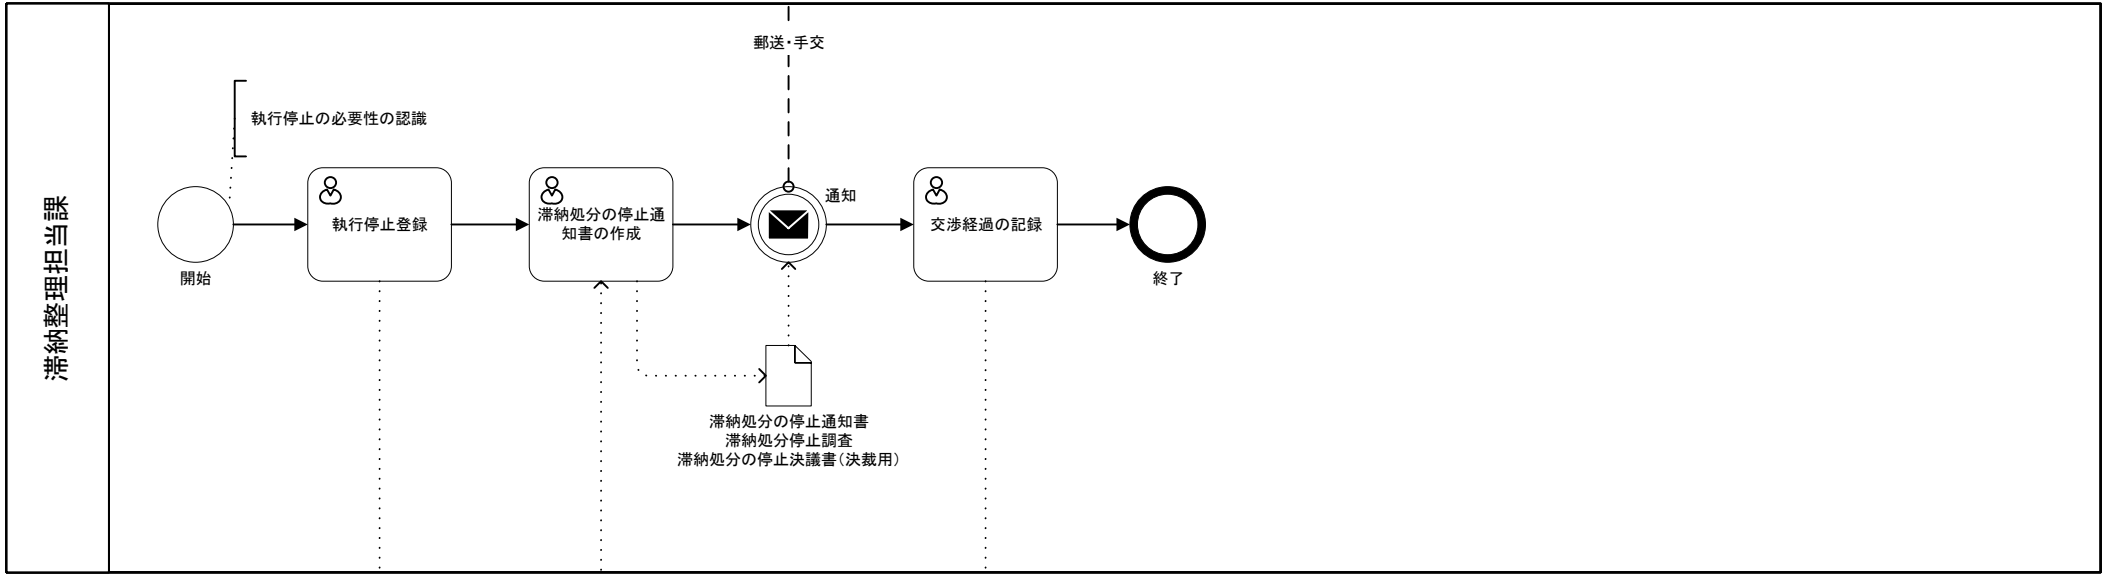 滞納整理担当課
郵送・手交
執行停止の必要性の認識
開始
執行停止登録
滞納処分の停止通
知書の作成
通知
交渉経過の記録
終了
滞納処分の停止通知書
滞納処分停止調査
滞納処分の停止決議書(決裁用)